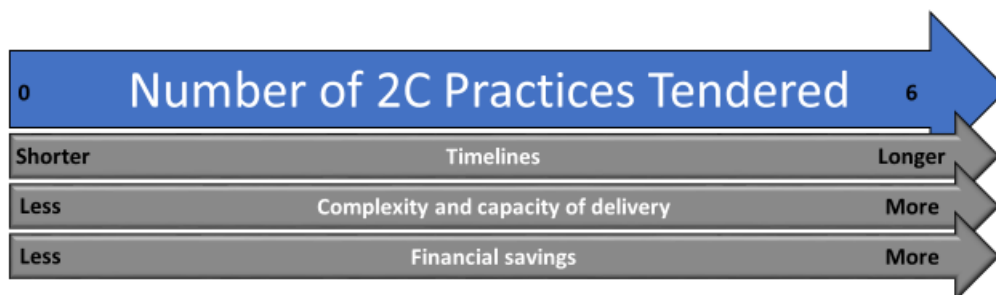 0 Number of 2C Practices Tendered 6
Shorter Timelines Longer
Less Complexity and capacity of delivery More
Less Financial savings More